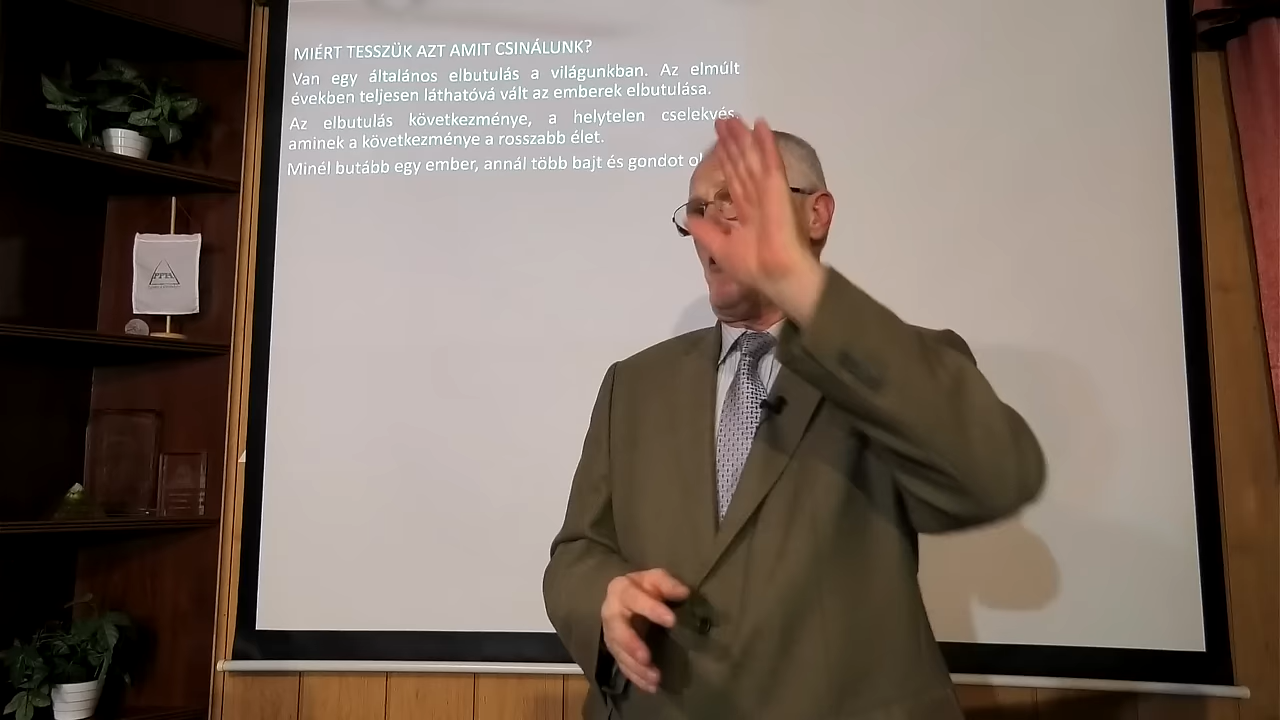 MIÉRT TESSZÜK AZT AMIT CSINÁLUNK?
Van egy általános elbutulás a világunkban. Az elmúlt
években teljesen láthatóvá vált az emberek elbutulása.
Az elbutulás következménye, a helytelen cselekvés,
aminek a következménye a rosszabb élet.
Minél butább egy ember, annál több bajt és gondot